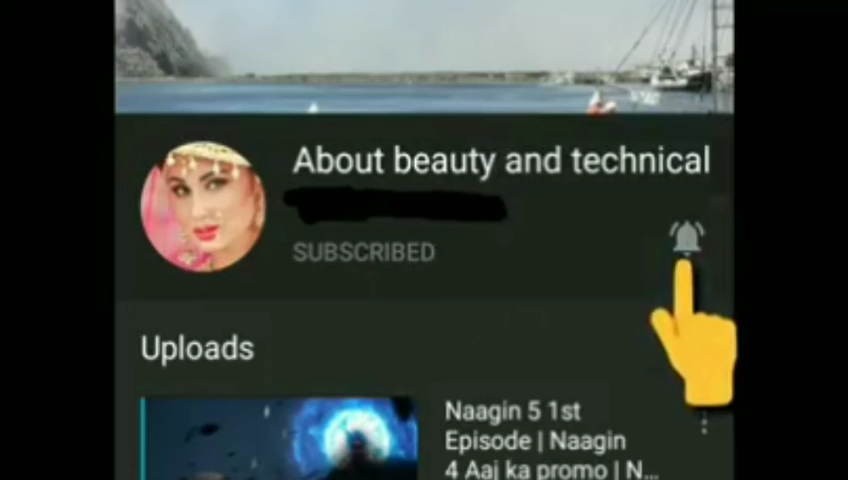 About beauty and technical
SUBSCRIBED
Uploads
Naagin 5 1st
Episode | Naagin
4 Aaj ka promo | N...